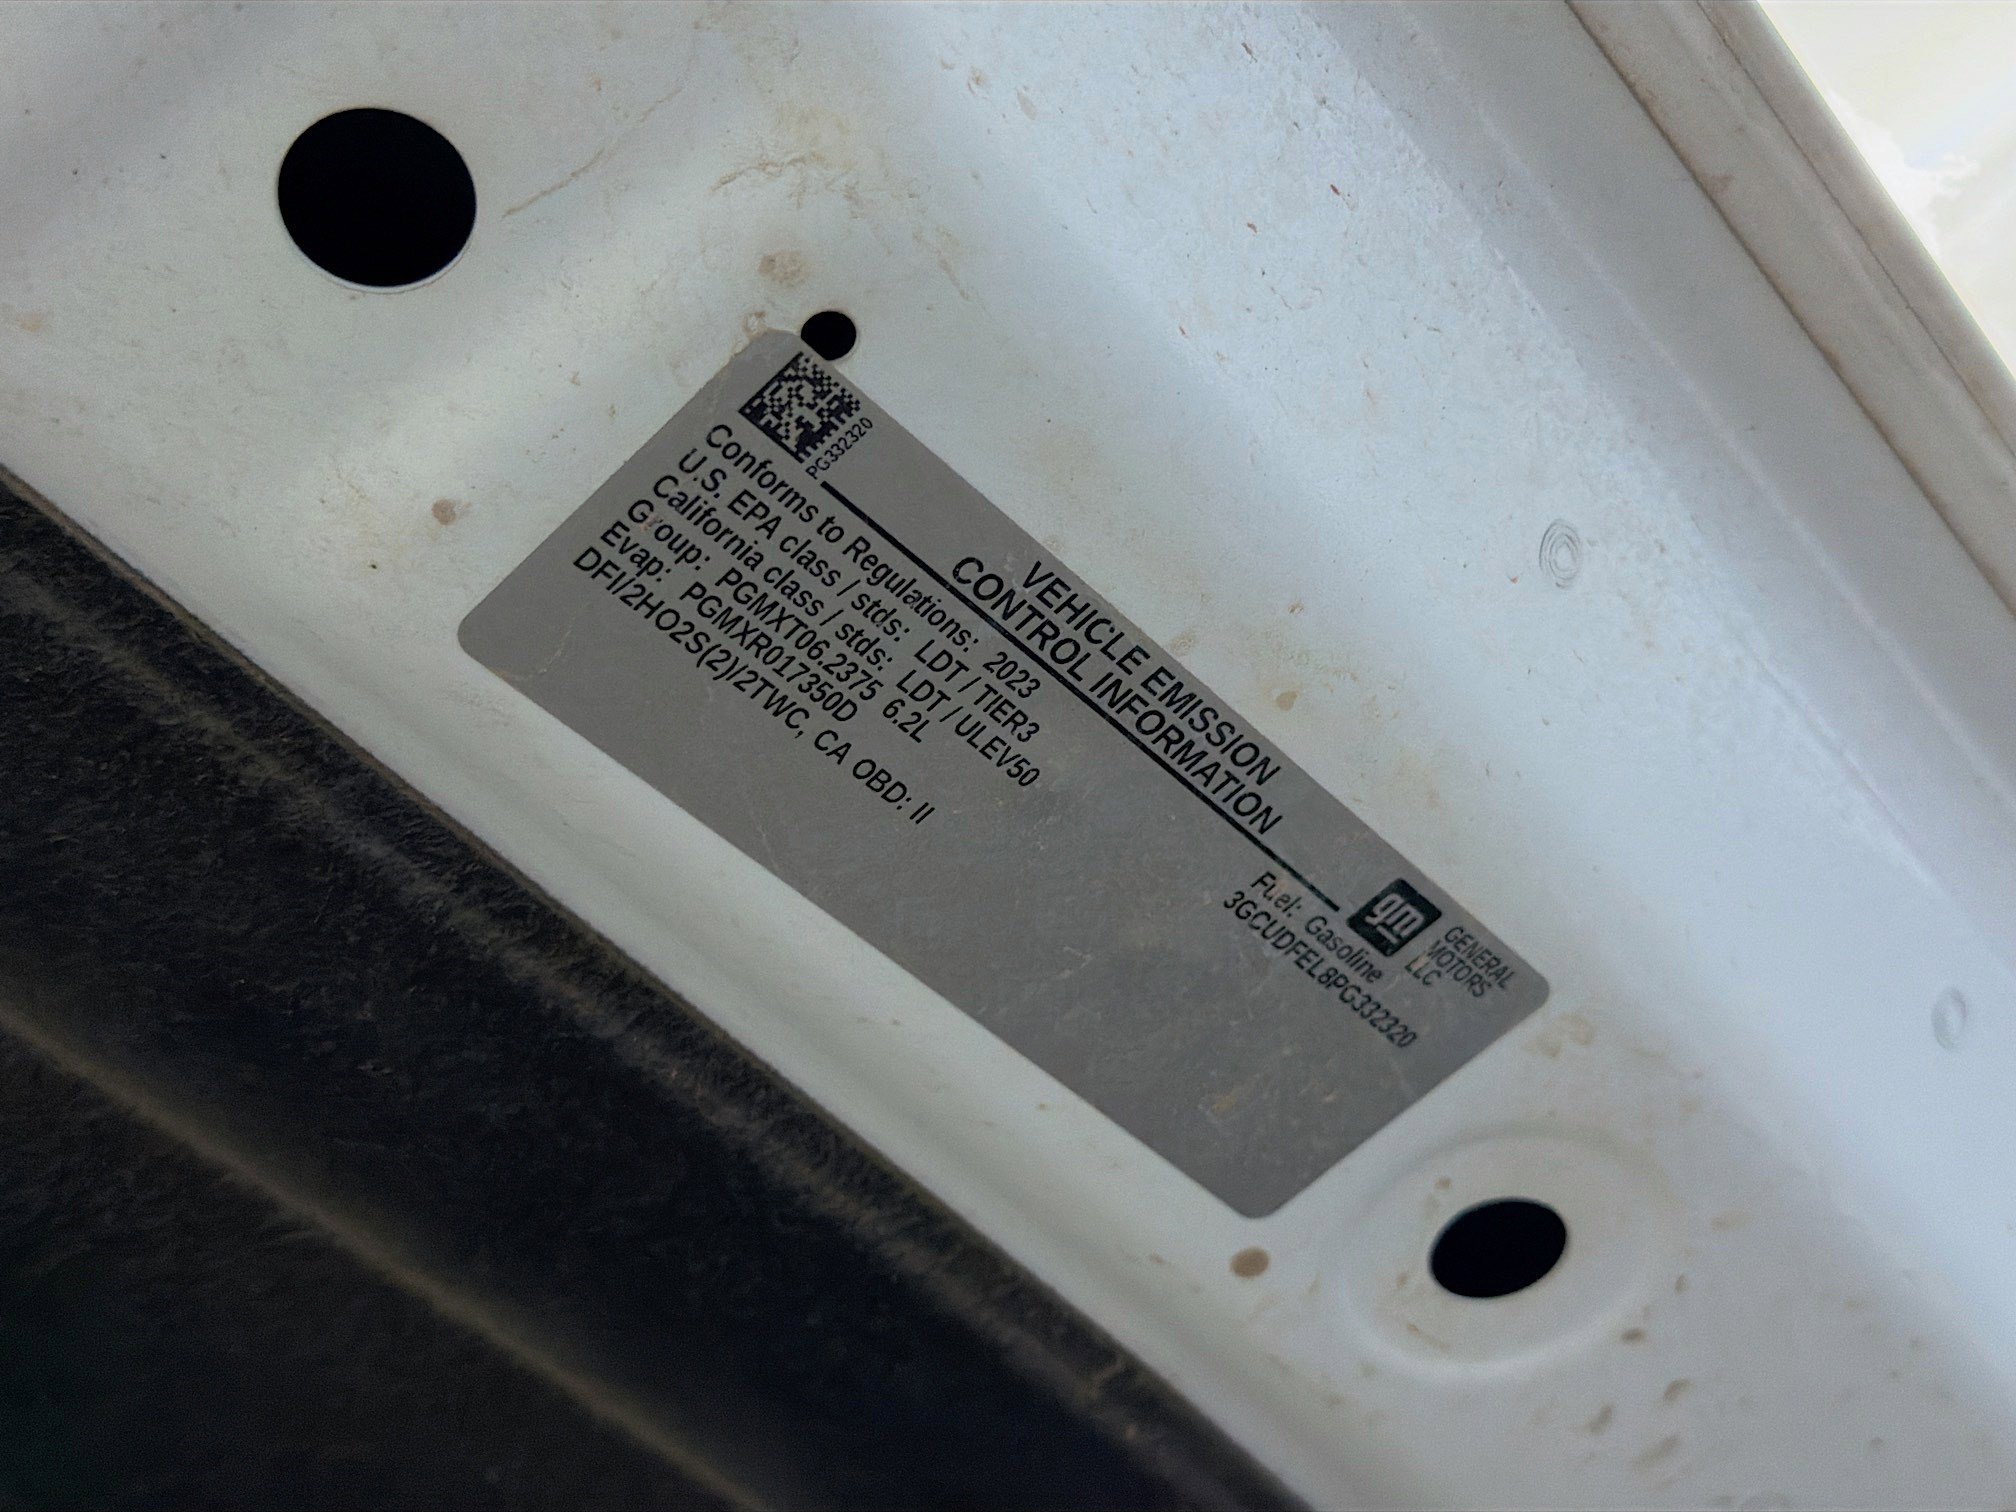 PG332320
VEHICLE EMISSION
CONTROL INFORMATION
gm
GENERAL
MOTORS
LLC
Conforms to Regulations: 2023
U.S. EPA class / stds: LDT / TIER3
California class / stds: LDT / ULEV50
Group: PGMXT06.2375 6.2L
Evap: PGMXR017350D
DFI/2HO2S(2)/2TWC, CA OBD: II
Fuel: Gasoline
3GCUDFEL8PG332320